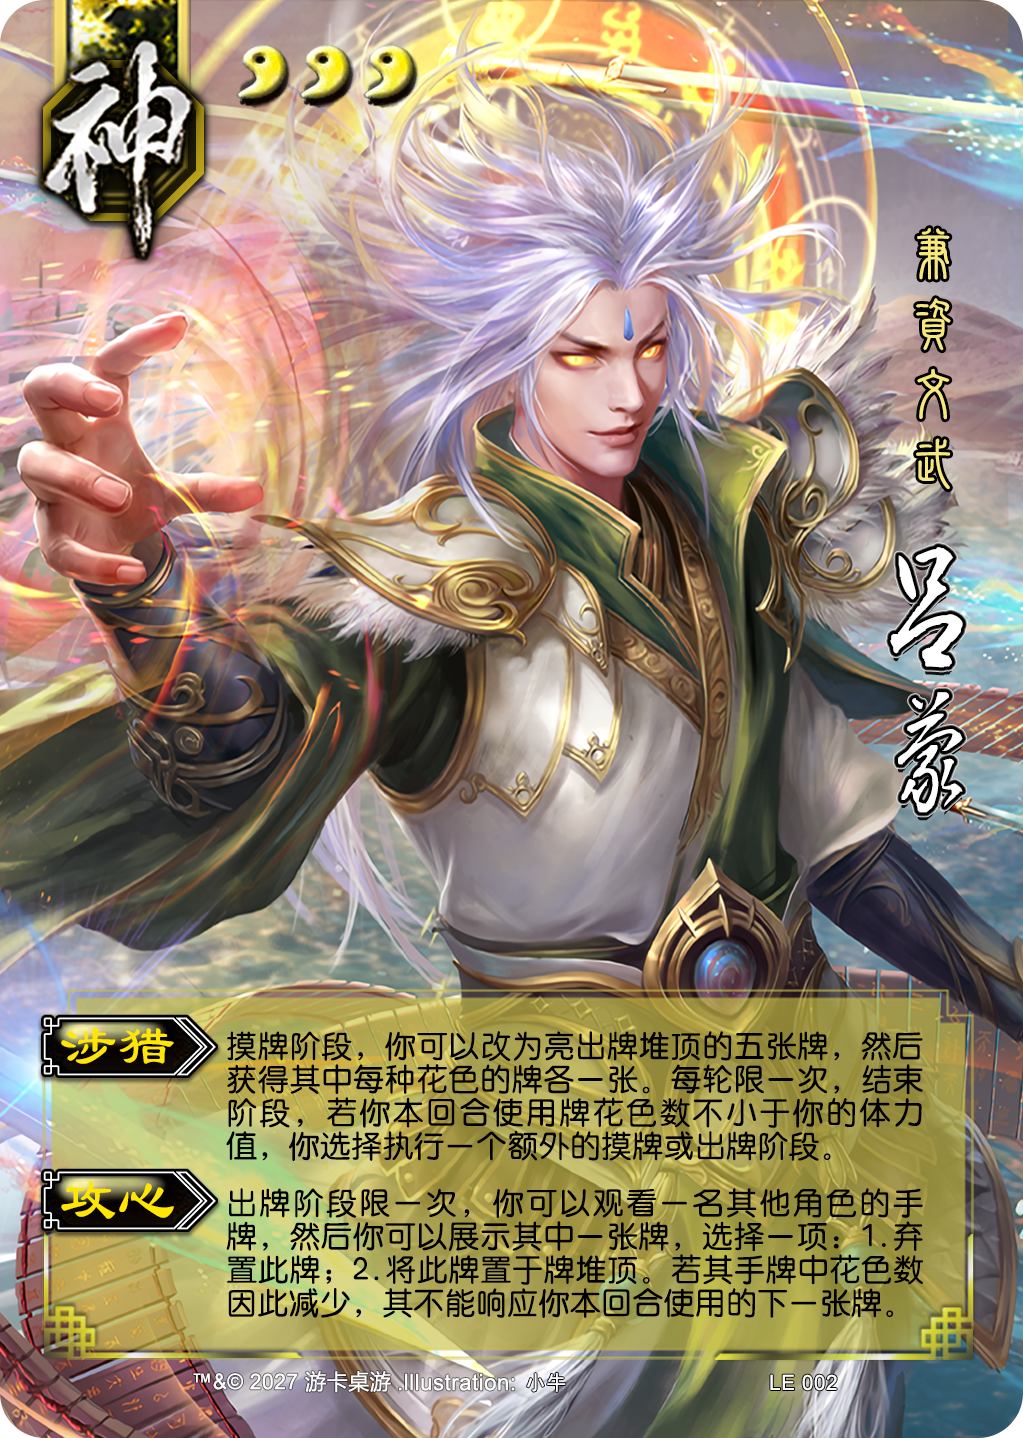 神
兼資文武
吕蒙
涉猎
摸牌阶段，你可以改为亮出牌堆顶的五张牌，然后
获得其中每种花色的牌各一张。每轮限一次，结束
阶段，若你本回合使用牌花色数不小于你的体力
值，你选择执行一个额外的摸牌或出牌阶段。
攻心
出牌阶段限一次，你可以观看一名其他角色的手
牌，然后你可以展示其中一张牌，选择一项：1.弃
置此牌；2.将此牌置于牌堆顶。若其手牌中花色数
因此减少，其不能响应你本回合使用的下一张牌。
™&© 2027 游卡桌游 .Illustration: 小牛
LE 002